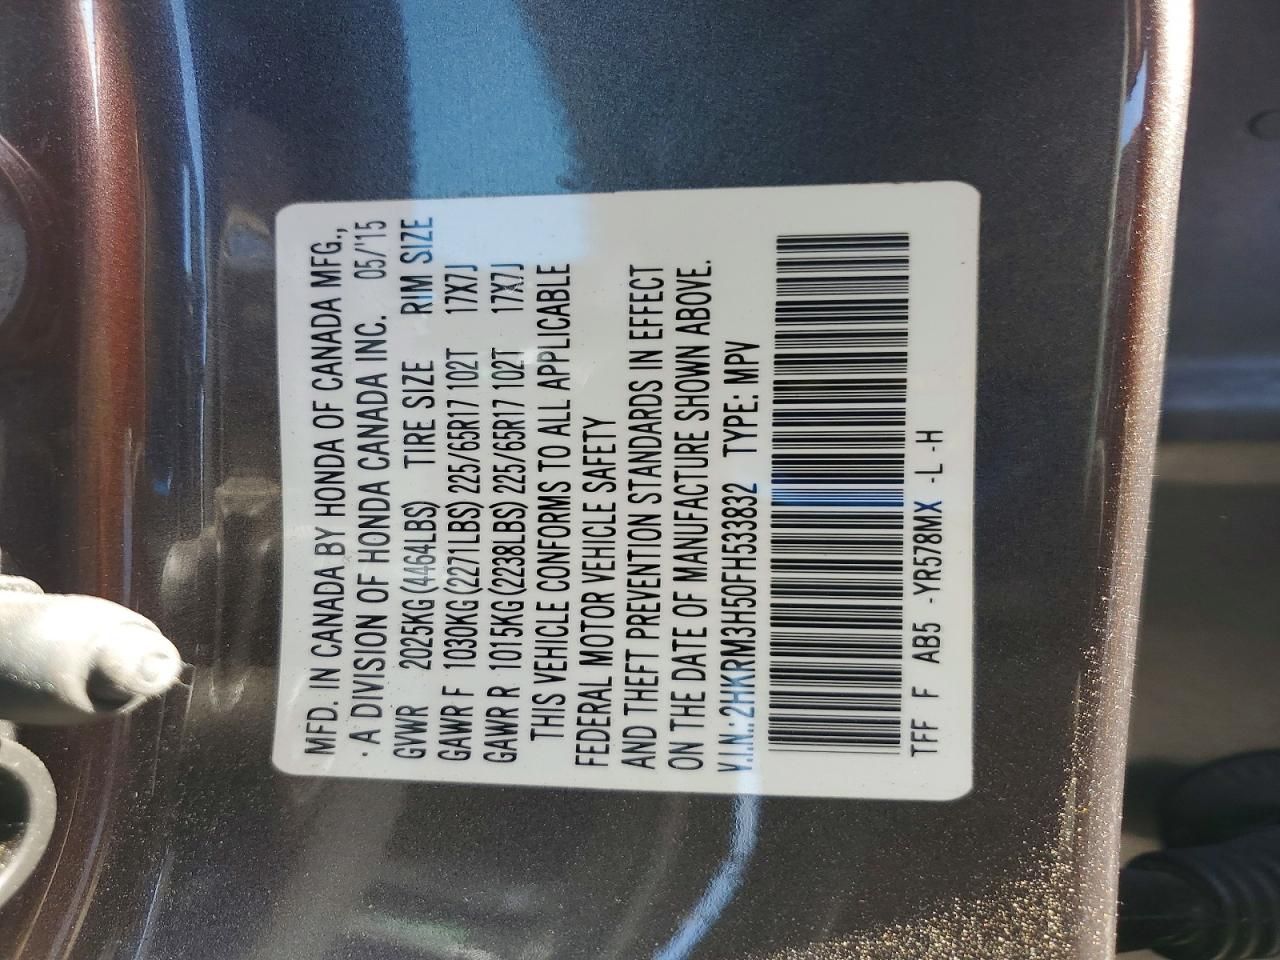 MFD. IN CANADA BY HONDA OF CANADA MFG.,
· A DIVISION OF HONDA CANADA INC. 05/'15
GVWR 2025KG (4464LBS) TIRE SIZE RIM SIZE
GAWR F 1030KG (2271LBS) 225/65R17 102T 17X7J
GAWR R 1015KG (2238LBS) 225/65R17 102T 17X7J
THIS VEHICLE CONFORMS TO ALL APPLICABLE
FEDERAL MOTOR VEHICLE SAFETY
AND THEFT PREVENTION STANDARDS IN EFFECT
ON THE DATE OF MANUFACTURE SHOWN ABOVE.
V.I.N.:2HKRM3H50FH533832 TYPE: MPV
TFF F AB5 -YR578MX -L -H